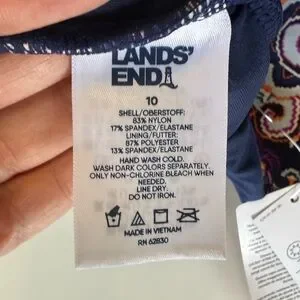 LANDS'
END
10
SHELL/OBERSTOFF:
83% NYLON
17% SPANDEX/ELASTANE
LINING/FUTTER:
87% POLYESTER
13% SPANDEX/ELASTANE
HAND WASH COLD.
WASH DARK COLORS SEPARATELY.
ONLY NON-CHLORINE BLEACH WHEN
NEEDED.
LINE DRY.
DO NOT IRON.
MADE IN VIETNAM
RN 62830